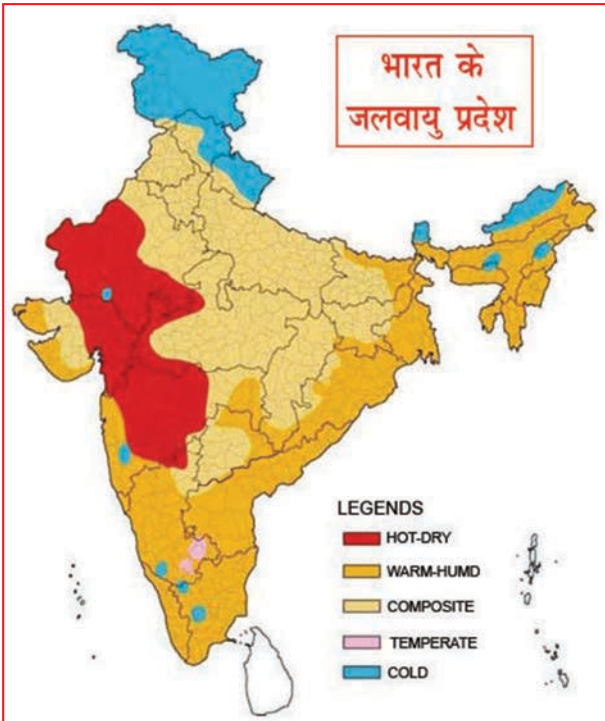 भारत के
जलवायु प्रदेश
LEGENDS
HOT-DRY
WARM-HUMD
COMPOSITE
TEMPERATE
COLD